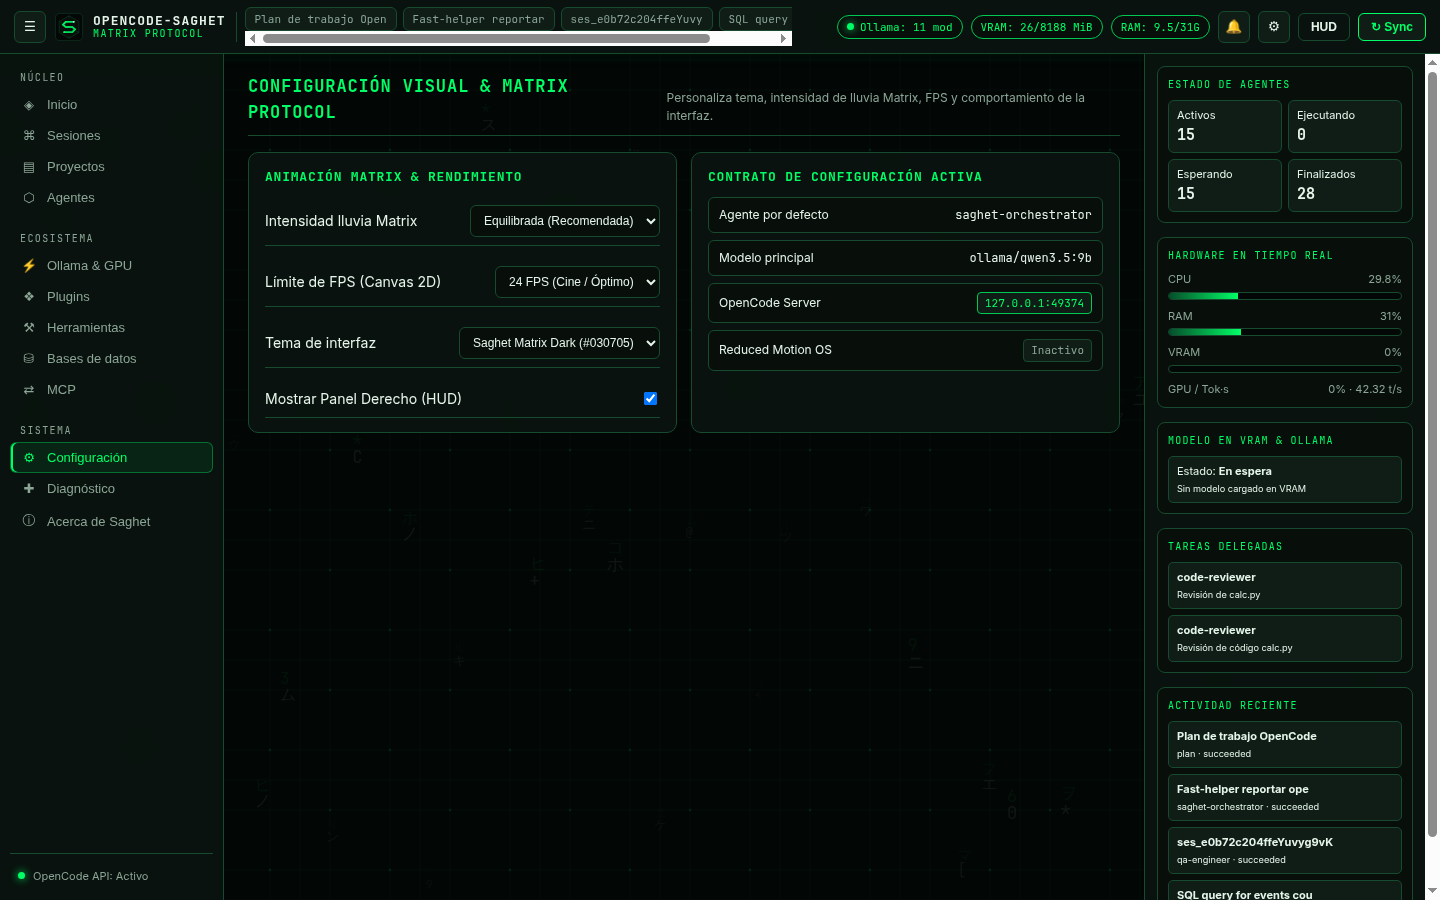 OPENCODE-SAGHET
MATRIX PROTOCOL
Plan de trabajo Open
Fast-helper reportar
ses_e0b72c204ffeYuvy
SQL query
Ollama: 11 mod
VRAM: 26/8188 MiB
RAM: 9.5/31G
HUD
↻ Sync
NÚCLEO
Inicio
Sesiones
Proyectos
Agentes
ECOSISTEMA
Ollama & GPU
Plugins
Herramientas
Bases de datos
MCP
SISTEMA
Configuración
Diagnóstico
Acerca de Saghet
OpenCode API: Activo
CONFIGURACIÓN VISUAL & MATRIX
PROTOCOL
Personaliza tema, intensidad de lluvia Matrix, FPS y comportamiento de la
interfaz.
ANIMACIÓN MATRIX & RENDIMIENTO
Intensidad lluvia Matrix
Equilibrada (Recomendada)
Límite de FPS (Canvas 2D)
24 FPS (Cine / Óptimo)
Tema de interfaz
Saghet Matrix Dark (#030705)
Mostrar Panel Derecho (HUD)
CONTRATO DE CONFIGURACIÓN ACTIVA
Agente por defecto
saghet-orchestrator
Modelo principal
ollama/qwen3.5:9b
OpenCode Server
127.0.0.1:49374
Reduced Motion OS
Inactivo
ESTADO DE AGENTES
Activos
15
Ejecutando
0
Esperando
15
Finalizados
28
HARDWARE EN TIEMPO REAL
CPU
29.8%
RAM
31%
VRAM
0%
GPU / Tok·s
0% · 42.32 t/s
MODELO EN VRAM & OLLAMA
Estado: En espera
Sin modelo cargado en VRAM
TAREAS DELEGADAS
code-reviewer
Revisión de calc.py
code-reviewer
Revisión de código calc.py
ACTIVIDAD RECIENTE
Plan de trabajo OpenCode
plan · succeeded
Fast-helper reportar ope
saghet-orchestrator · succeeded
ses_e0b72c204ffeYuvyg9vK
qa-engineer · succeeded
SQL query for events cou